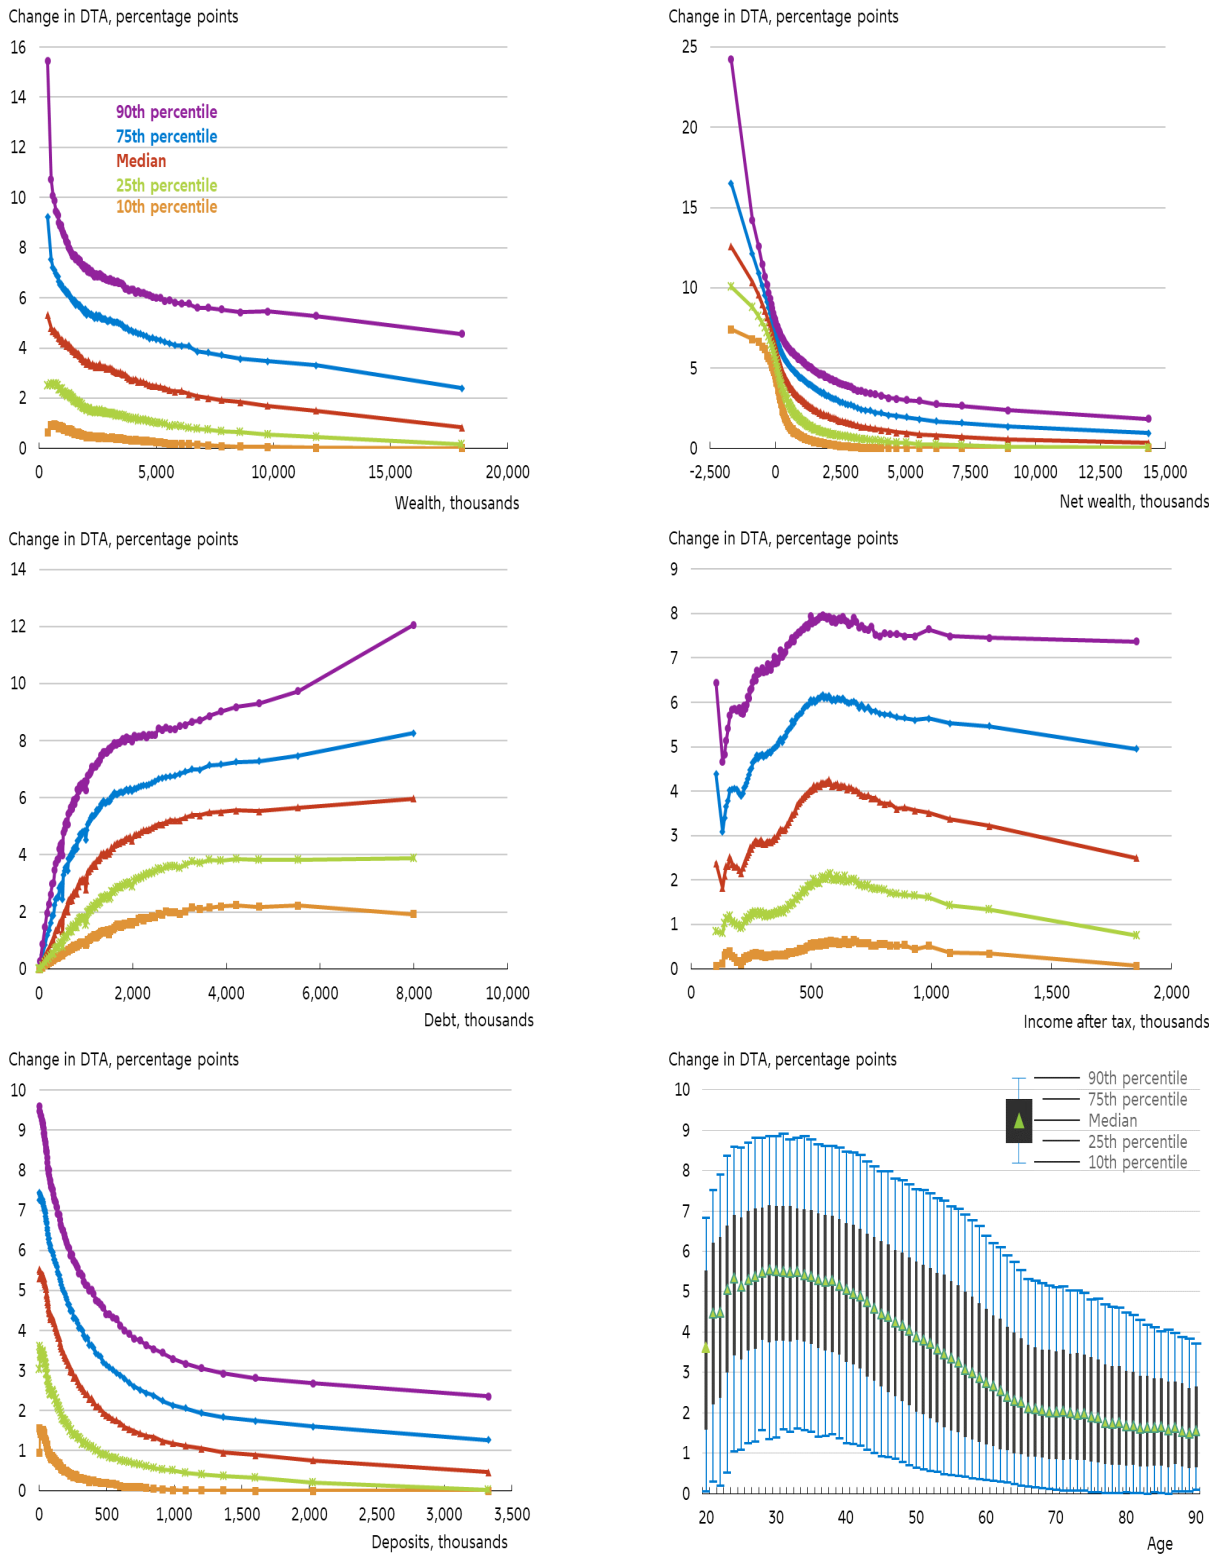 Change in DTA, percentage points
16
14
12
10
8
6
4
2
0
90th percentile
75th percentile
Median
25th percentile
10th percentile
0 5,000 10,000 15,000 20,000
Wealth, thousands
Change in DTA, percentage points
25
20
15
10
5
0
-2,500 0 2,500 5,000 7,500 10,000 12,500 15,000
Net wealth, thousands
Change in DTA, percentage points
14
12
10
8
6
4
2
0
0 2,000 4,000 6,000 8,000 10,000
Debt, thousands
Change in DTA, percentage points
9
8
7
6
5
4
3
2
1
0
0 500 1,000 1,500 2,000
Income after tax, thousands
Change in DTA, percentage points
10
9
8
7
6
5
4
3
2
1
0
0 500 1,000 1,500 2,000 2,500 3,000 3,500
Deposits, thousands
Change in DTA, percentage points
10
9
8
7
6
5
4
3
2
1
0
90th percentile
75th percentile
Median
25th percentile
10th percentile
20 30 40 50 60 70 80 90
Age